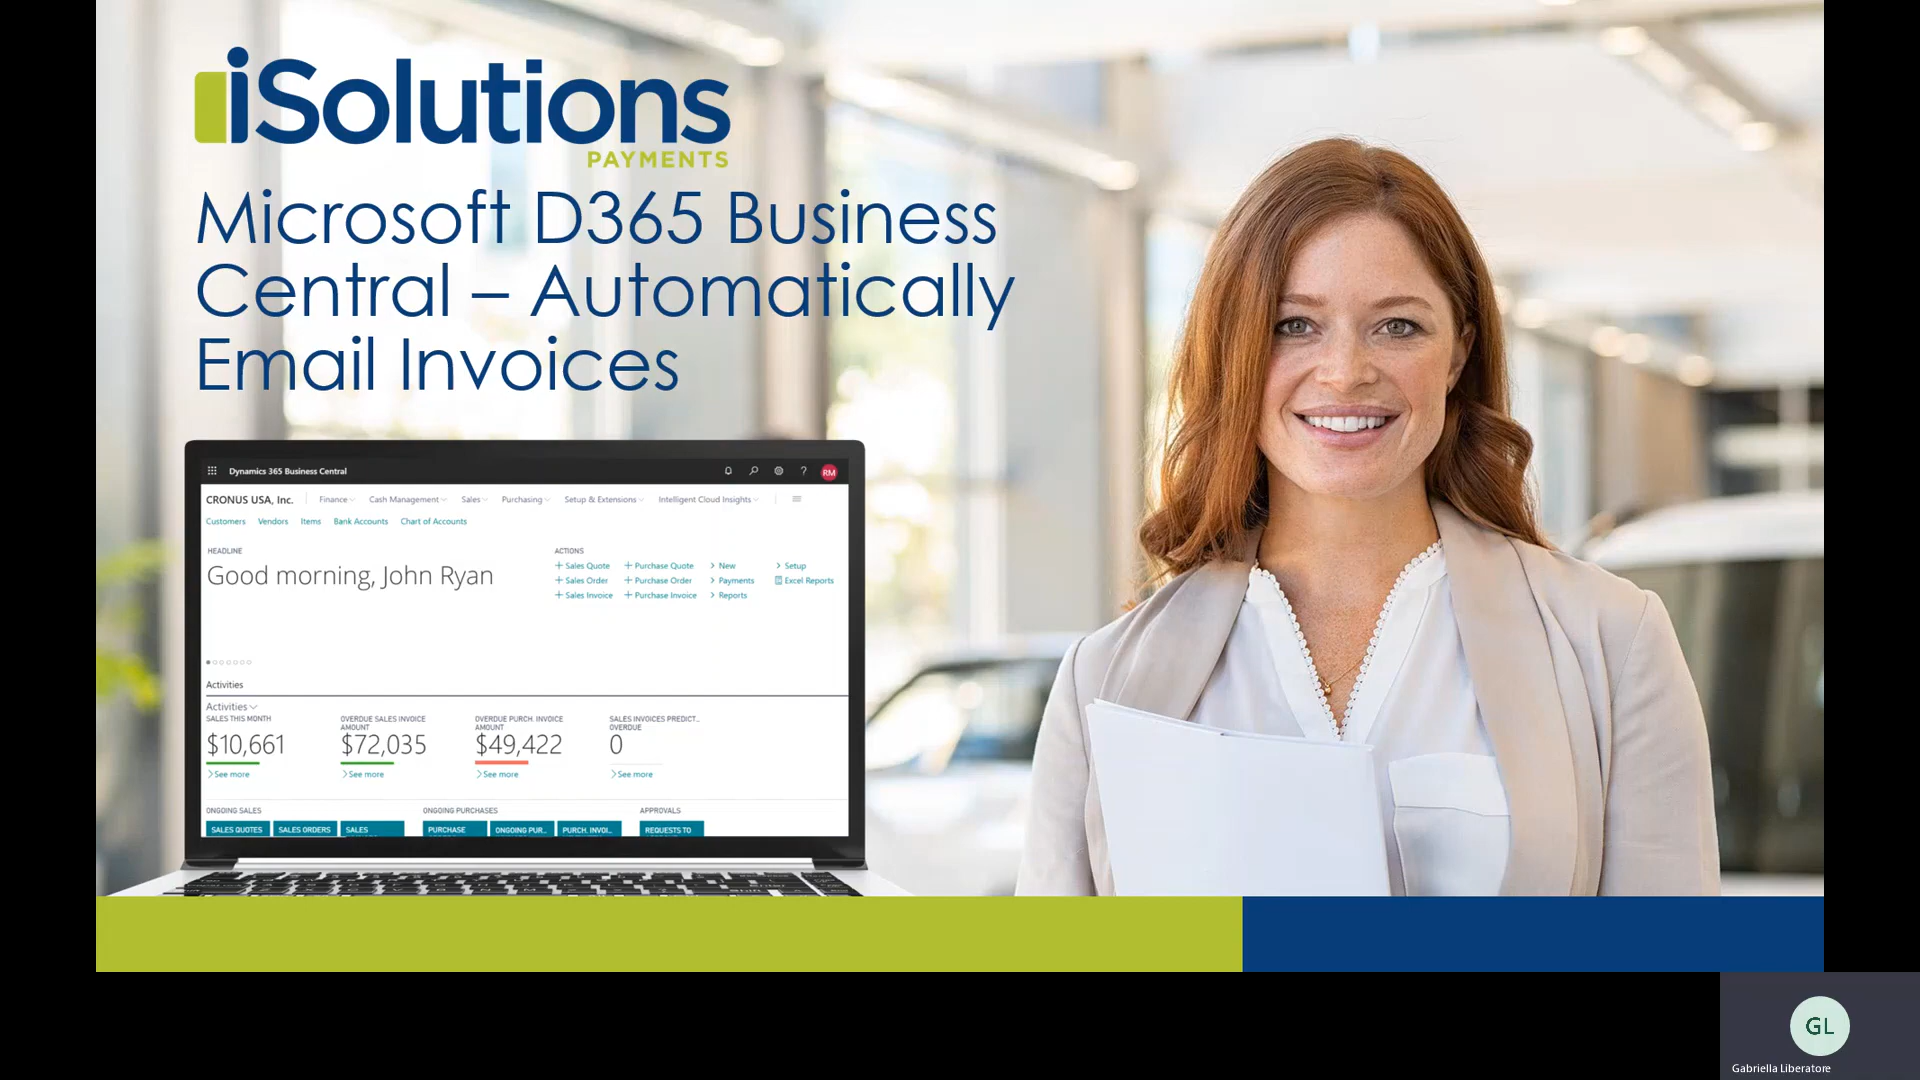 iSolutions
PAYMENTS
Microsoft D365 Business
Central – Automatically
Email Invoices
Dynamics 365 Business Central
?
RM
CRONUS USA, Inc.
Finance
Cash Management
Sales
Purchasing
Setup & Extensions
Intelligent Cloud Insights
Customers
Vendors
Items
Bank Accounts
Chart of Accounts
HEADLINE
Good morning, John Ryan
ACTIONS
+ Sales Quote
+ Purchase Quote
> New
> Setup
+ Sales Order
+ Purchase Order
> Payments
Excel Reports
+ Sales Invoice
+ Purchase Invoice
> Reports
Activities
Activities
SALES THIS MONTH
$10,661
> See more
OVERDUE SALES INVOICE
AMOUNT
$72,035
> See more
OVERDUE PURCH. INVOICE
AMOUNT
$49,422
> See more
SALES INVOICES PREDICT...
OVERDUE
0
> See more
ONGOING SALES
SALES QUOTES
SALES ORDERS
SALES
ONGOING PURCHASES
PURCHASE
ONGOING PUR...
PURCH. INVOI...
APPROVALS
REQUESTS TO
GL
Gabriella Liberatore